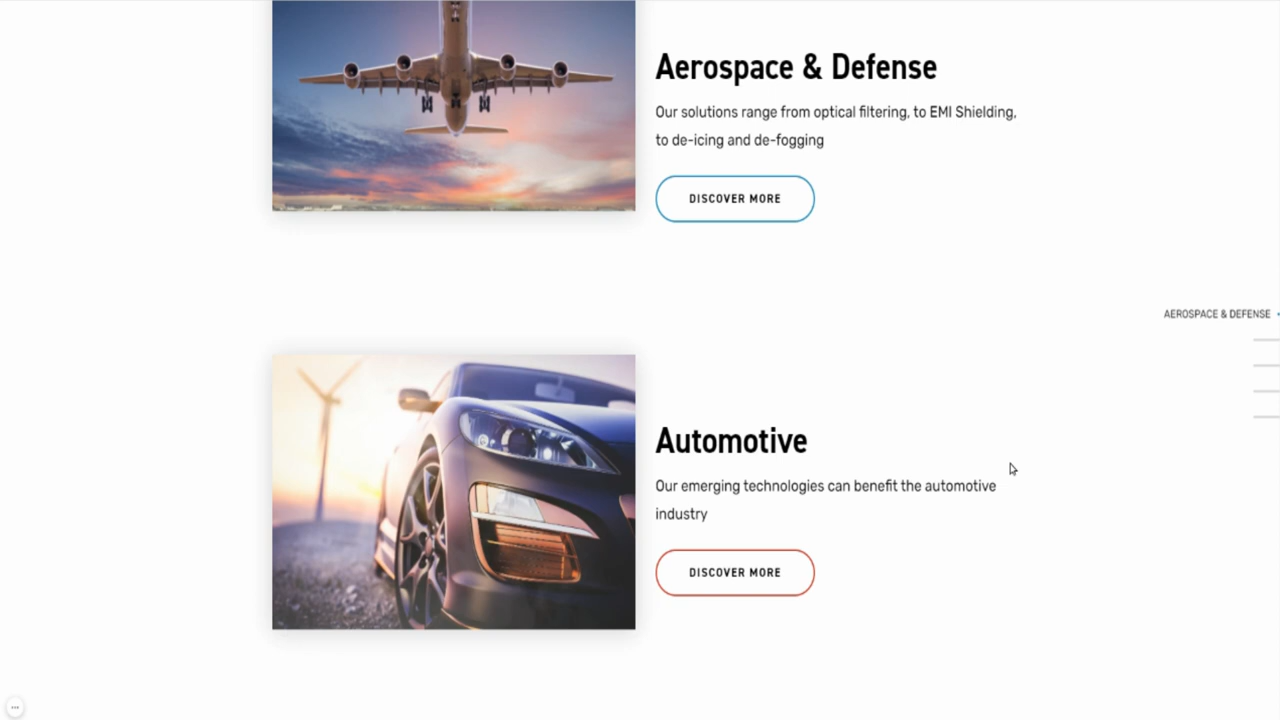 Aerospace & Defense
Our solutions range from optical filtering, to EMI Shielding,
to de-icing and de-fogging
DISCOVER MORE
AEROSPACE & DEFENSE
Automotive
Our emerging technologies can benefit the automotive
industry
DISCOVER MORE